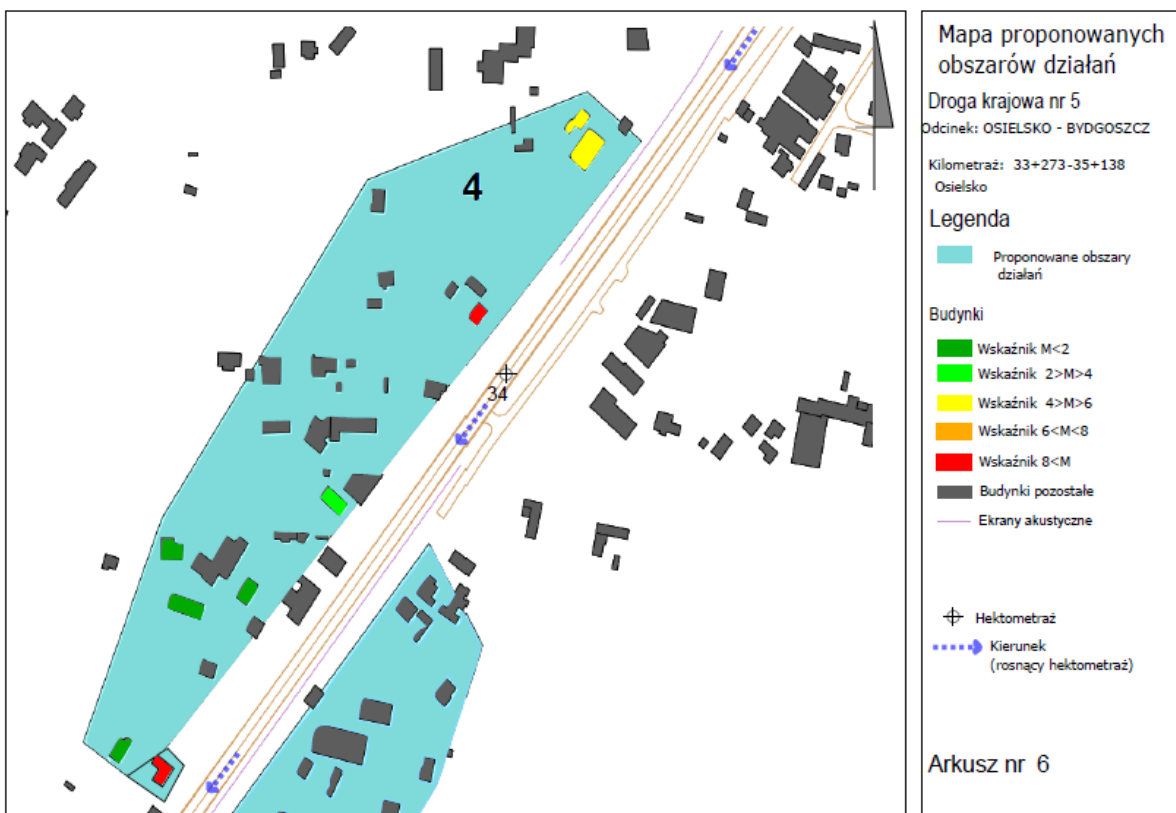 4
34
Mapa proponowanych
obszarów działań
Droga krajowa nr 5
Odcinek: OSIELSKO - BYDGOSZCZ
Kilometraż: 33+273-35+138
Osielsko
Legenda
Proponowane obszary
działań
Budynki
Wskaźnik M<2
Wskaźnik 2>M>4
Wskaźnik 4>M>6
Wskaźnik 6<M<8
Wskaźnik 8<M
Budynki pozostałe
Ekrany akustyczne
Hektometraż
Kierunek
(rosnący hektometraż)
Arkusz nr 6